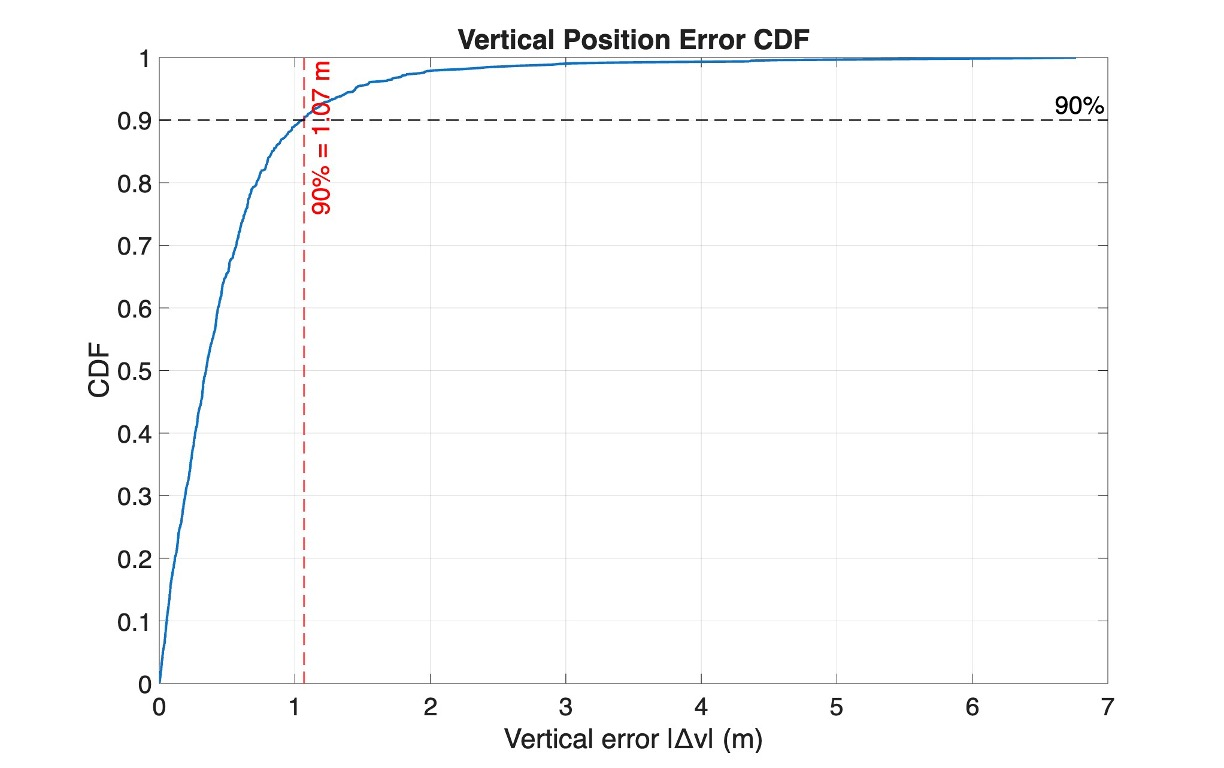 Vertical Position Error CDF
1
0.9
0.8
0.7
0.6
0.5
0.4
0.3
0.2
0.1
0
CDF
90% = 1.07 m
90%
0 1 2 3 4 5 6 7
Vertical error |Δv| (m)